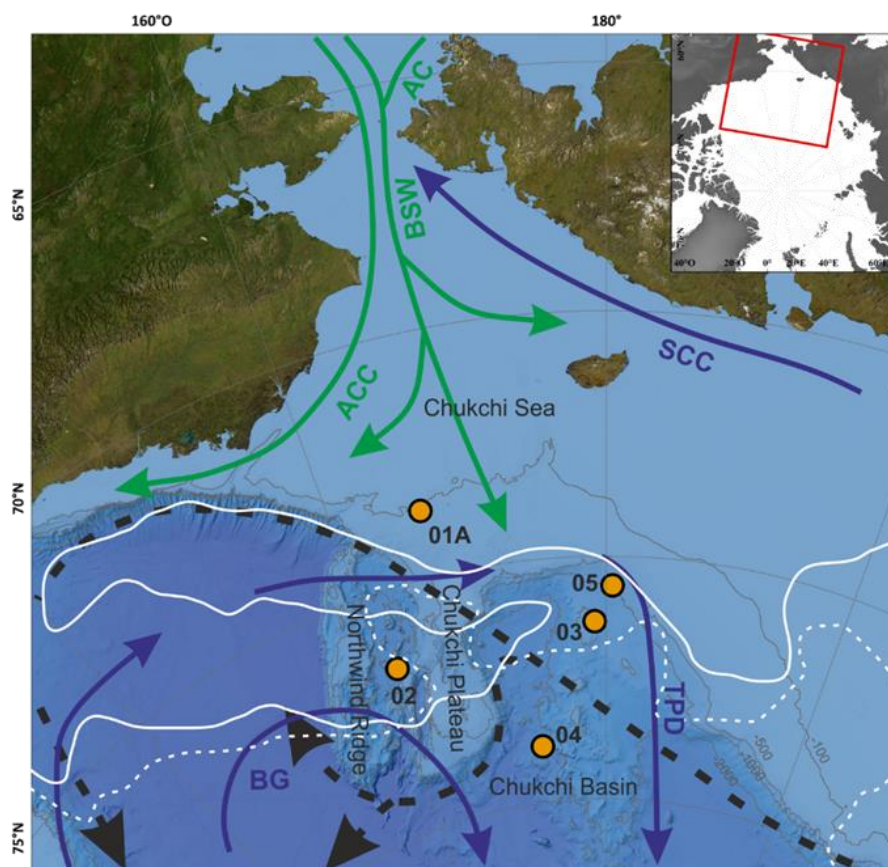 160°O
180°
65°N
70°N
75°N
AC
BSW
ACC
SCC
Chukchi Sea
01A
05
03
02
04
Northwind Ridge
Chukchi Plateau
Chukchi Basin
BG
TPD
-100
-500
-1000
-2000
40°O
20°O
0°
20°E
40°E
60°E